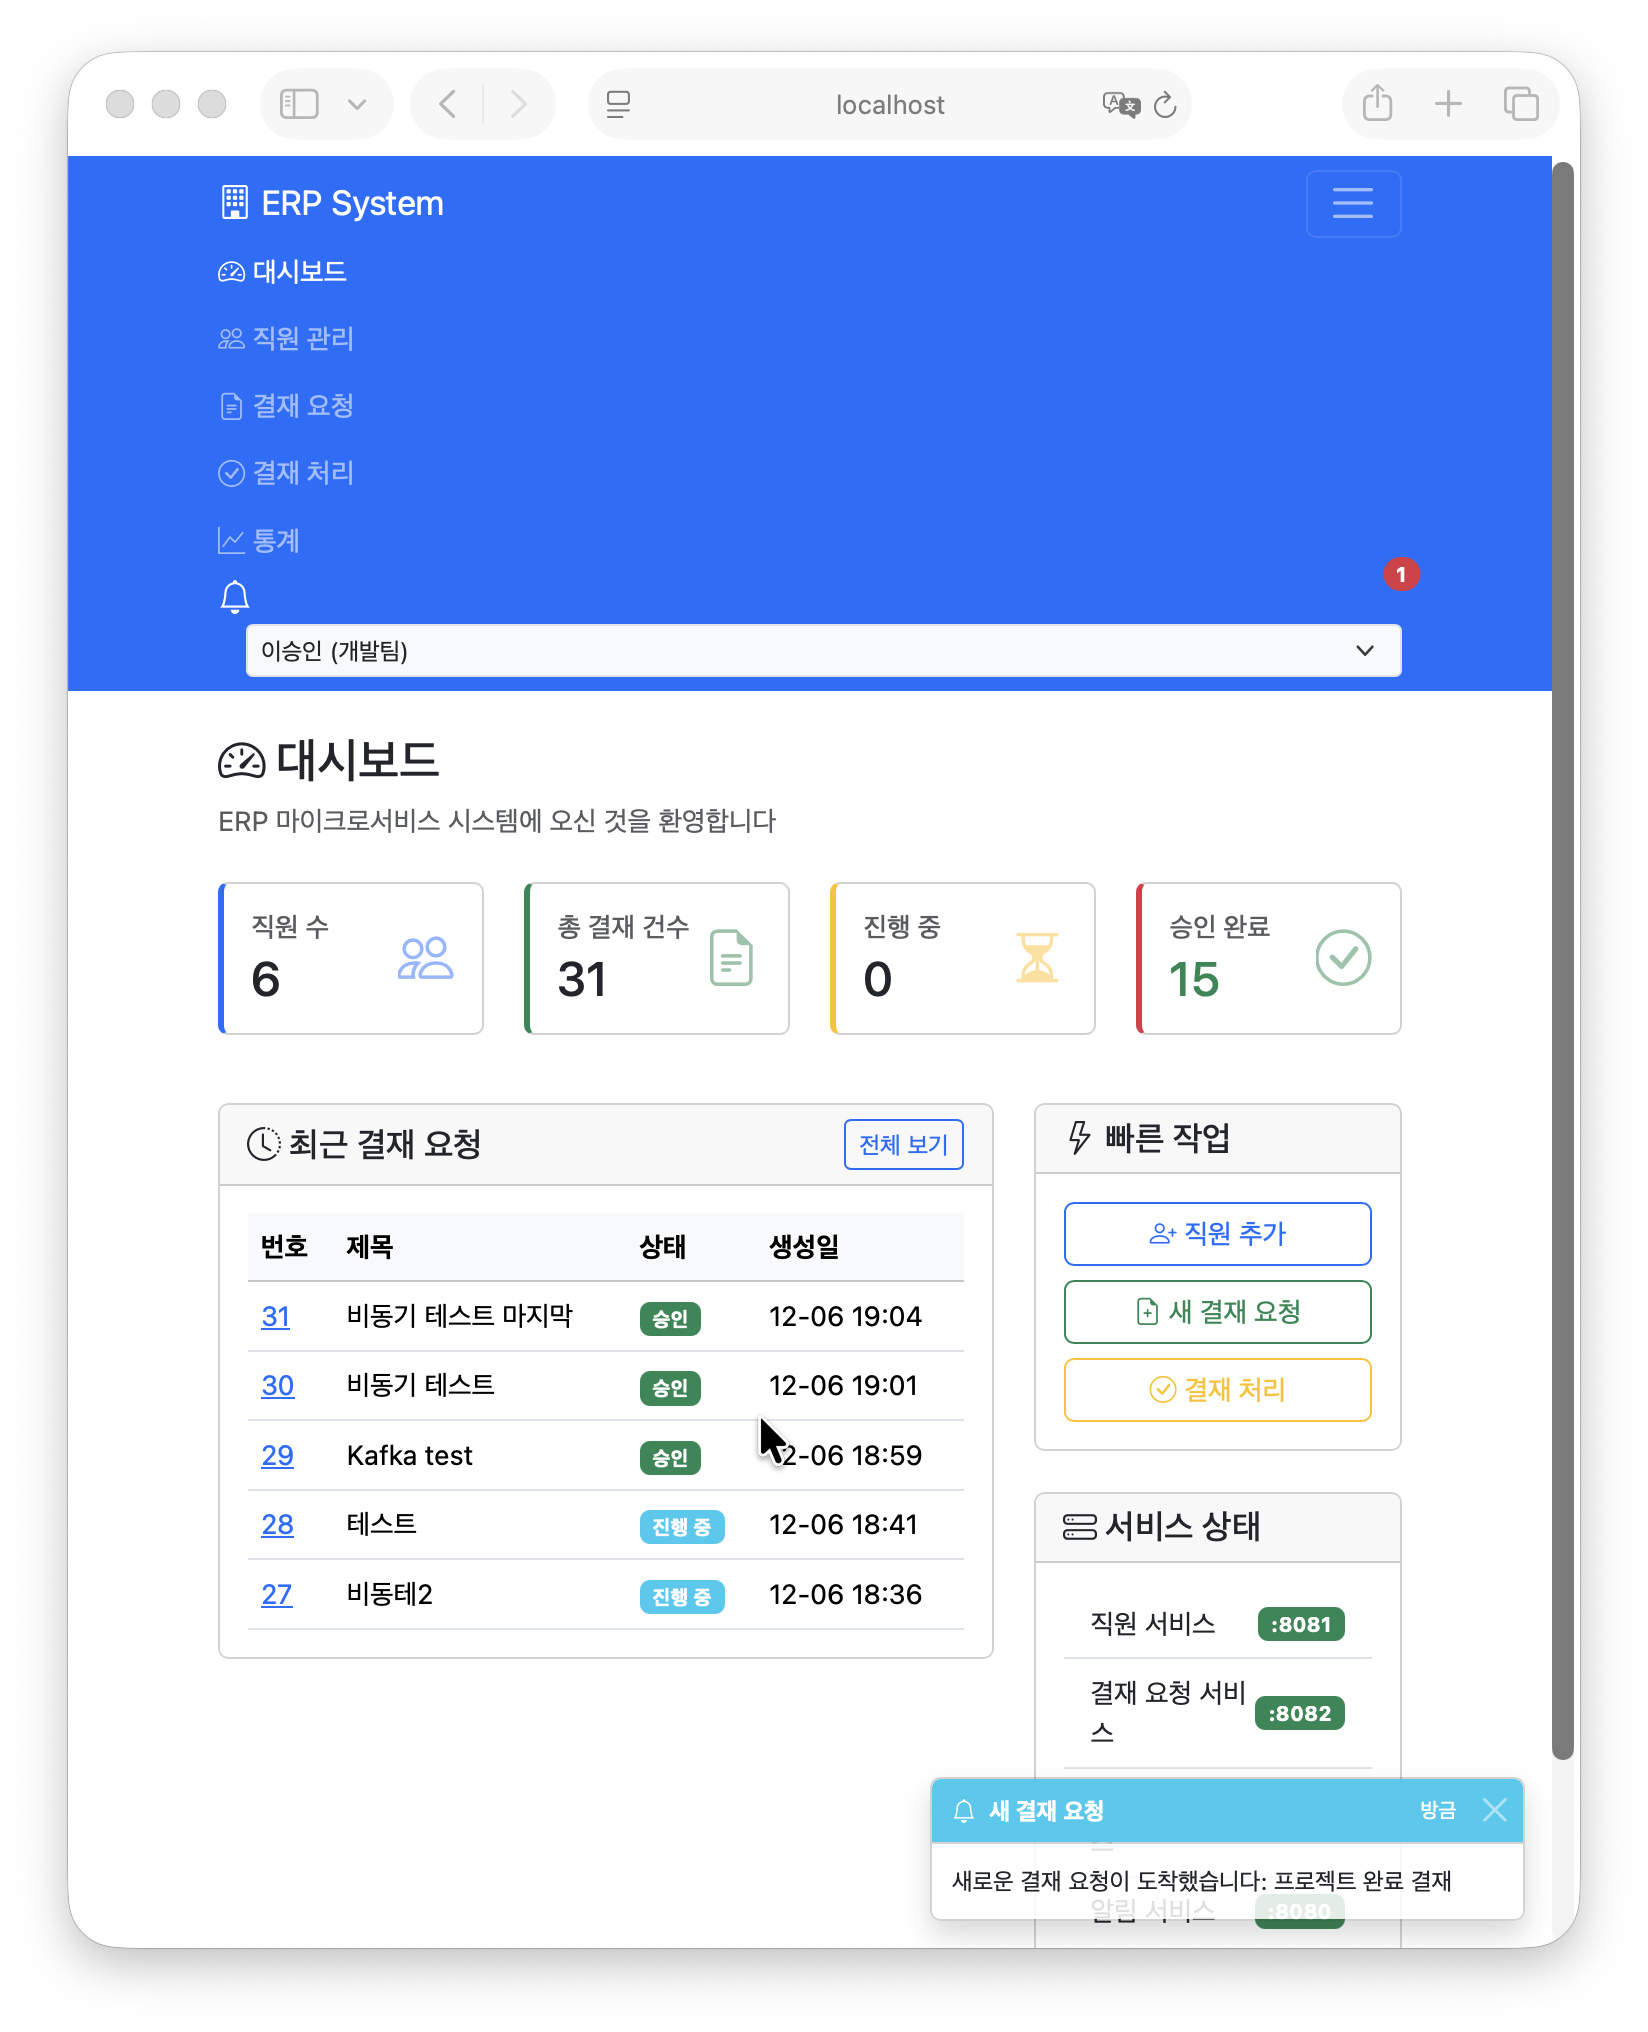 localhost
ERP System
대시보드
직원 관리
결재 요청
결재 처리
통계
1
이승인 (개발팀)
대시보드
ERP 마이크로서비스 시스템에 오신 것을 환영합니다
직원 수
6
총 결재 건수
31
진행 중
0
승인 완료
15
최근 결재 요청
전체 보기
번호 제목 상태 생성일
31 비동기 테스트 마지막 승인 12-06 19:04
30 비동기 테스트 승인 12-06 19:01
29 Kafka test 승인 2-06 18:59
28 테스트 진행 중 12-06 18:41
27 비동테2 진행 중 12-06 18:36
빠른 작업
직원 추가
새 결재 요청
결재 처리
서비스 상태
직원 서비스 :8081
결재 요청 서비
스 :8082
새 결재 요청 방금
새로운 결재 요청이 도착했습니다: 프로젝트 완료 결재
알림 서비스 :8080